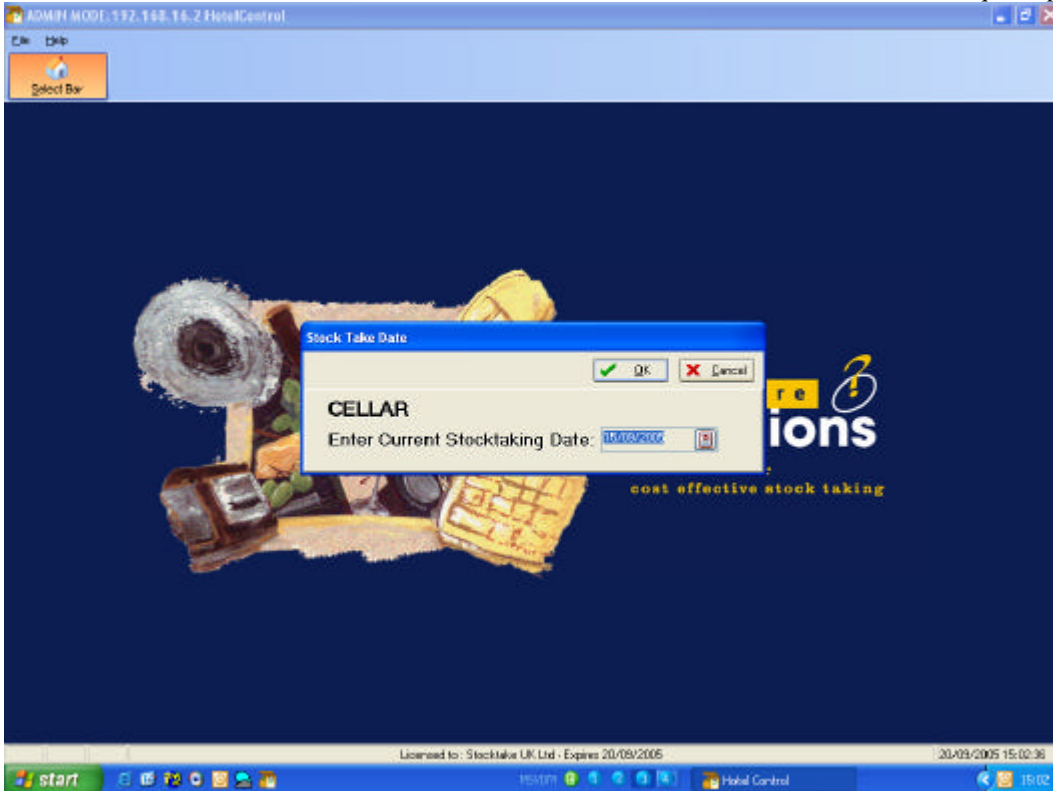 ADMIN MODE:192.168.16.2 HotelControl
File Help
Select Bar
Stock Take Date
OK Cancel
CELLAR
Enter Current Stocktaking Date:
re
ions
cost effective stock taking
Licensed to: Stocktake UK Ltd - Expires 20/09/2005
20/09/2005 15:02:36
start
Hotel Control
15:02